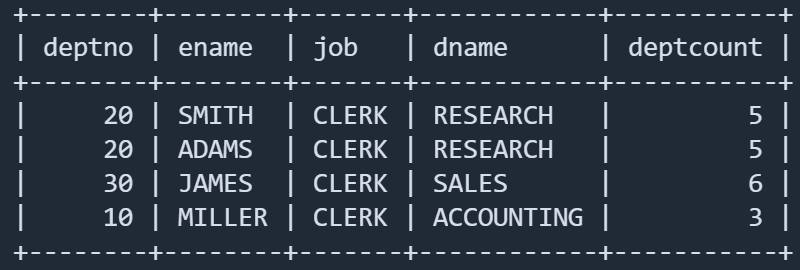 +--------+--------+-------+------------+-----------+
| deptno | ename  | job   | dname      | deptcount |
+--------+--------+-------+------------+-----------+
|     20 | SMITH  | CLERK | RESEARCH   |         5 |
|     20 | ADAMS  | CLERK | RESEARCH   |         5 |
|     30 | JAMES  | CLERK | SALES      |         6 |
|     10 | MILLER | CLERK | ACCOUNTING |         3 |
+--------+--------+-------+------------+-----------+